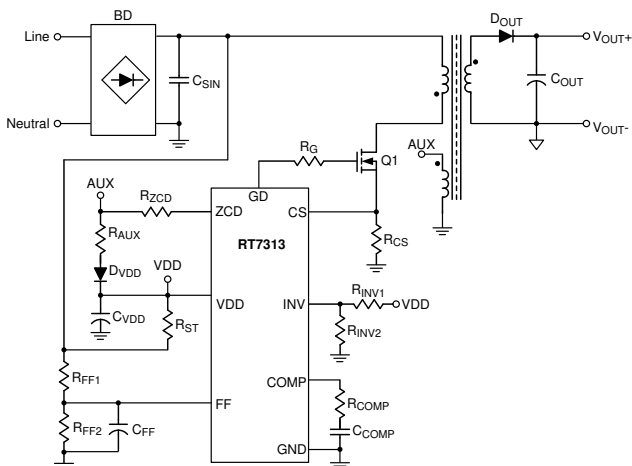 BD
Line
Neutral
CSIN
DOUT
VOUT+
COUT
VOUT-
AUX
RG
Q1
GD
AUX
RZCD
ZCD
CS
RCS
RT7313
RAUX
DVDD
VDD
VDD
CVDD
RST
INV
RINV1
VDD
RINV2
RFF1
COMP
RCOMP
FF
RFF2
CFF
CCOMP
GND